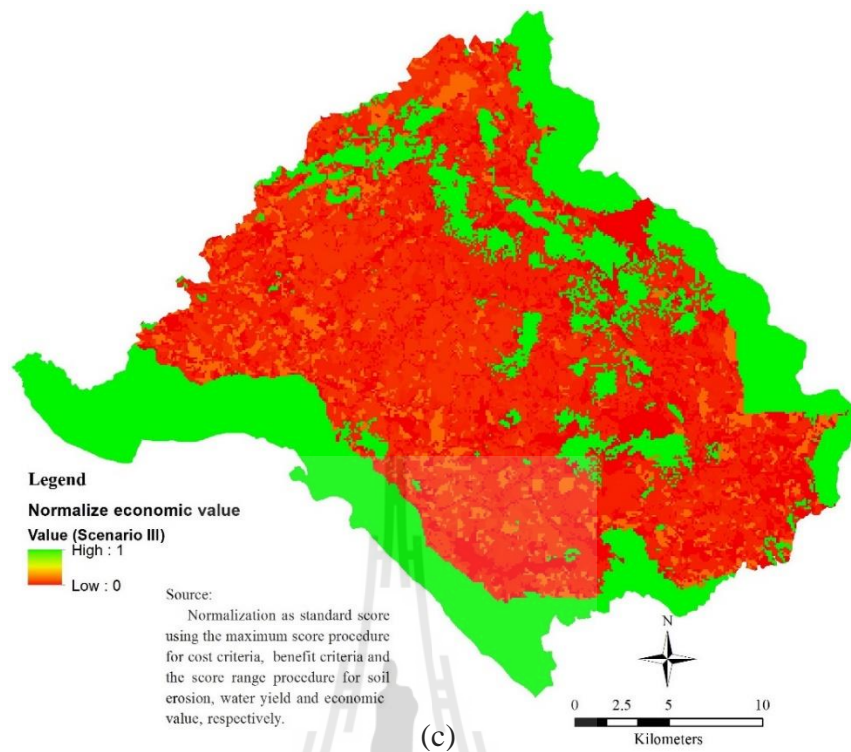 Legend
Normalize economic value
Value (Scenario III)
High : 1
Low : 0
Source:
Normalization as standard score
using the maximum score procedure
for cost criteria, benefit criteria and
the score range procedure for soil
erosion, water yield and economic
value, respectively.
N
0 2.5 5 10
Kilometers
(c)